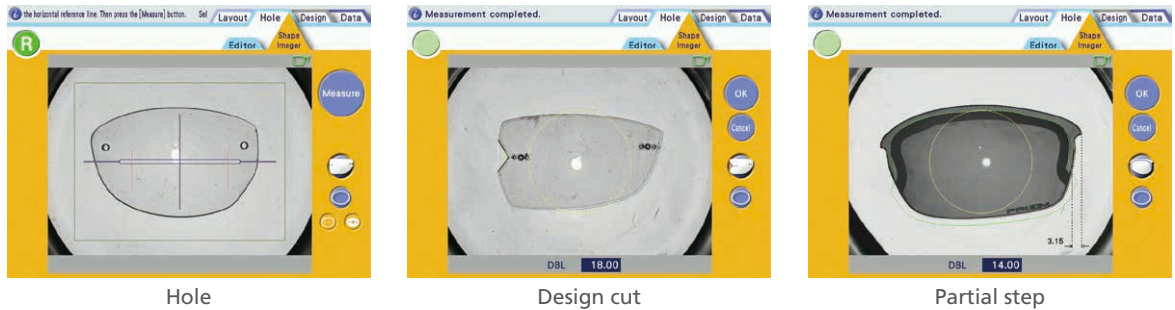 the horizontal reference line. Then press the [Measure] button. Sel
Layout Hole Design Data
Editor Shape Imager
R
Measure
Hole
Measurement completed.
Layout Hole Design Data
Editor Shape Imager
OK
Cancel
DBL 18.00
Design cut
Measurement completed.
Layout Hole Design Data
Editor Shape Imager
OK
Cancel
PRIZM
3.15
DBL 14.00
Partial step